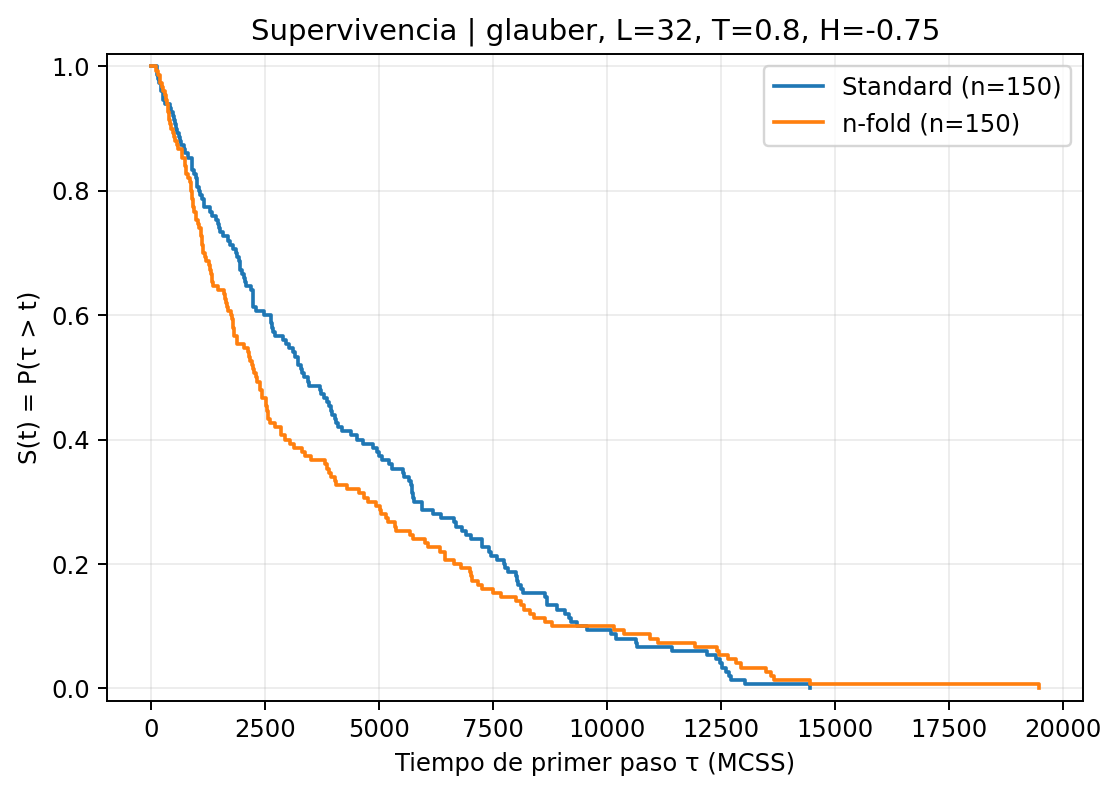 Supervivencia | glauber, L=32, T=0.8, H=-0.75
Standard (n=150)
n-fold (n=150)
S(t) = P(τ > t)
1.0
0.8
0.6
0.4
0.2
0.0
0 2500 5000 7500 10000 12500 15000 17500 20000
Tiempo de primer paso τ (MCSS)